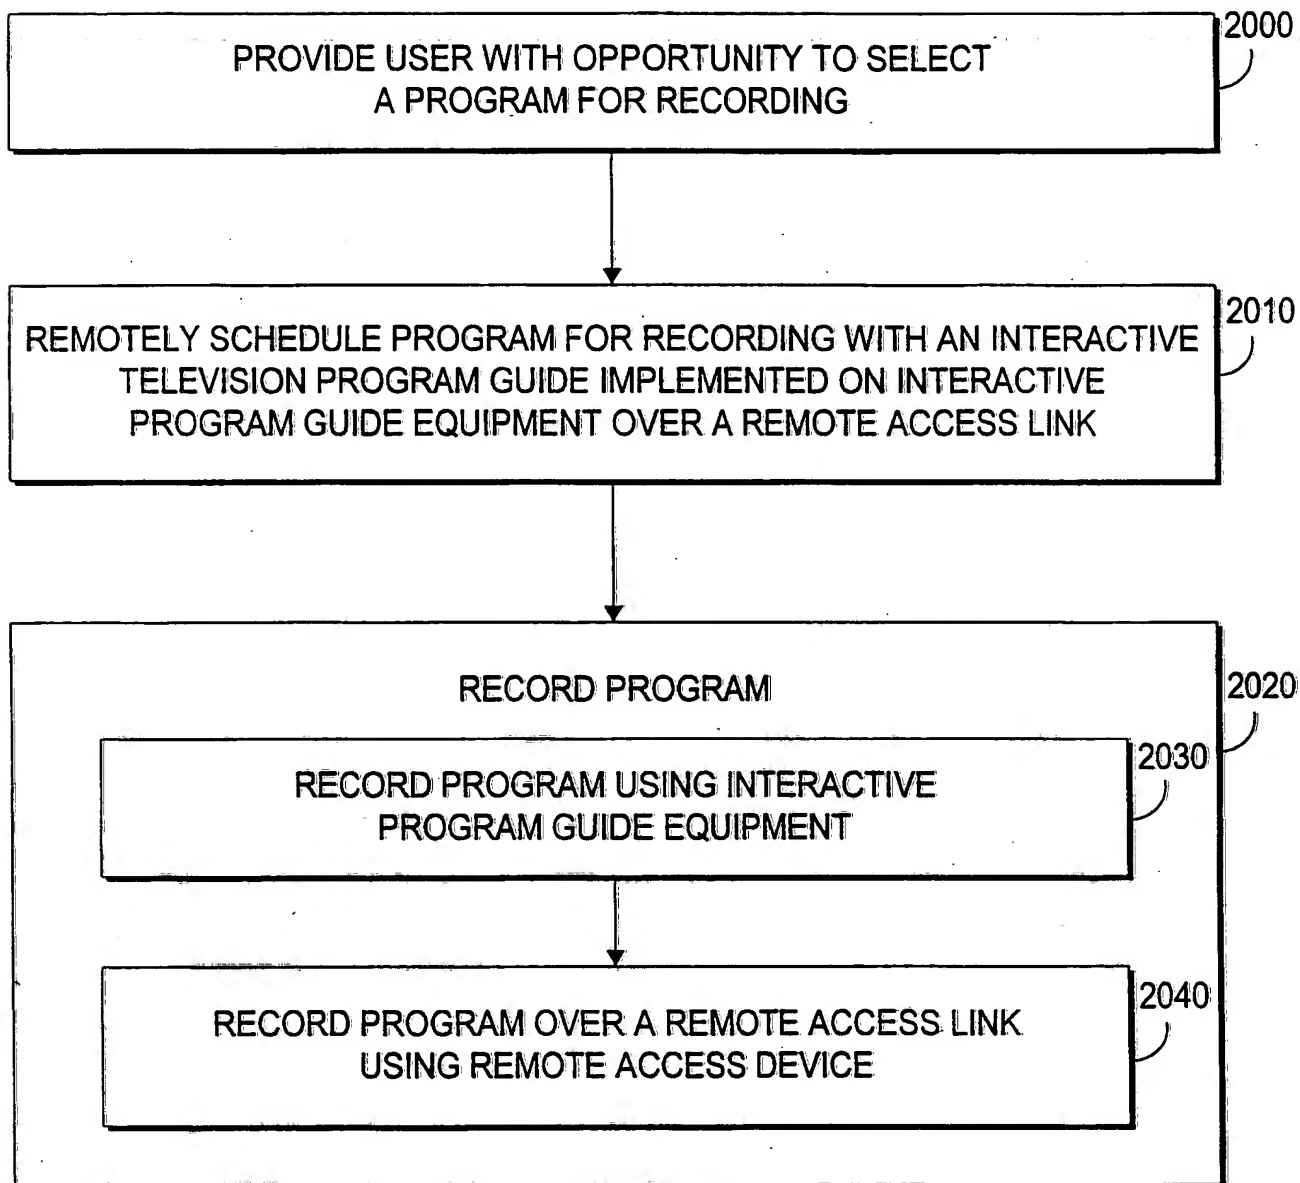 2000
PROVIDE USER WITH OPPORTUNITY TO SELECT
A PROGRAM FOR RECORDING
2010
REMOTELY SCHEDULE PROGRAM FOR RECORDING WITH AN INTERACTIVE
TELEVISION PROGRAM GUIDE IMPLEMENTED ON INTERACTIVE
PROGRAM GUIDE EQUIPMENT OVER A REMOTE ACCESS LINK
RECORD PROGRAM
2020
2030
RECORD PROGRAM USING INTERACTIVE
PROGRAM GUIDE EQUIPMENT
2040
RECORD PROGRAM OVER A REMOTE ACCESS LINK
USING REMOTE ACCESS DEVICE